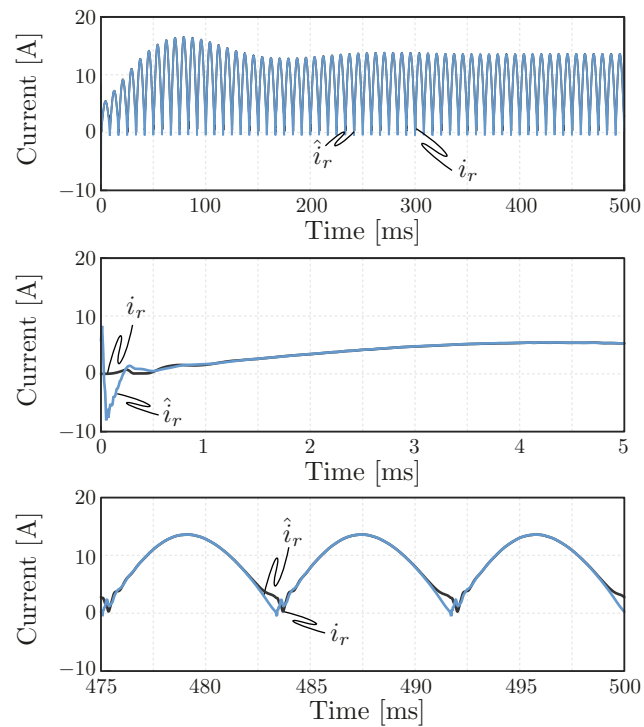 Current [A]
20
10
0
−10
î_r
i_r
0 100 200 300 400 500
Time [ms]
Current [A]
20
10
0
−10
i_r
î_r
0 1 2 3 4 5
Time [ms]
Current [A]
20
10
0
−10
î_r
i_r
475 480 485 490 495 500
Time [ms]